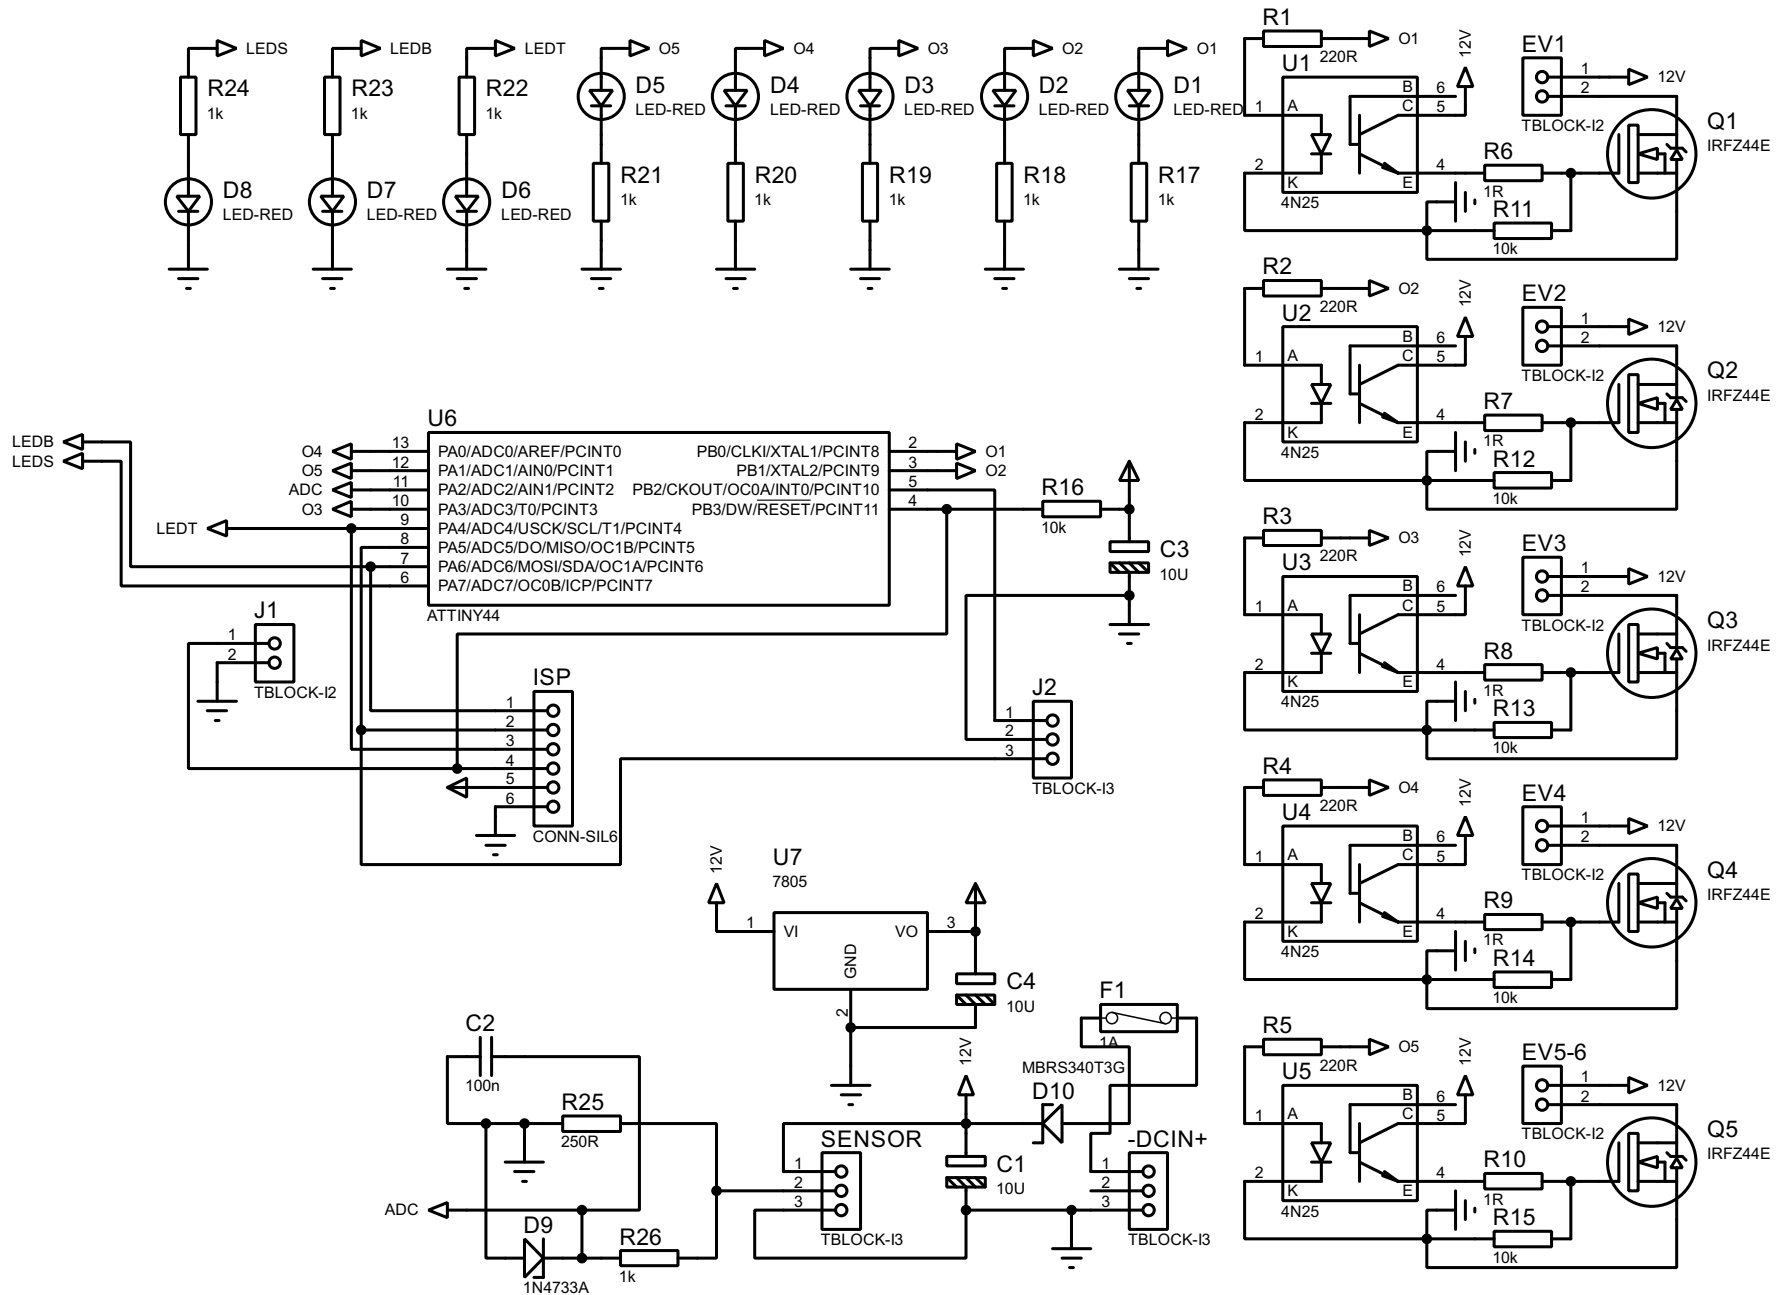 LEDS
R24
1k
D8
LED-RED
LEDB
R23
1k
D7
LED-RED
LEDT
R22
1k
D6
LED-RED
O5
D5
LED-RED
R21
1k
O4
D4
LED-RED
R20
1k
O3
D3
LED-RED
R19
1k
O2
D2
LED-RED
R18
1k
O1
D1
LED-RED
R17
1k
R1
220R
O1
U1
1 A
2 K
B 6
C 5
4
E
4N25
12V
R6
1R
R11
10k
EV1
1
2
12V
TBLOCK-I2
Q1
IRFZ44E
R2
220R
O2
U2
1 A
2 K
B 6
C 5
4
E
4N25
12V
R7
1R
R12
10k
EV2
1
2
12V
TBLOCK-I2
Q2
IRFZ44E
R3
220R
O3
U3
1 A
2 K
B 6
C 5
4
E
4N25
12V
R8
1R
R13
10k
EV3
1
2
12V
TBLOCK-I2
Q3
IRFZ44E
R4
220R
O4
U4
1 A
2 K
B 6
C 5
4
E
4N25
12V
R9
1R
R14
10k
EV4
1
2
12V
TBLOCK-I2
Q4
IRFZ44E
R5
220R
O5
U5
1 A
2 K
B 6
C 5
4
E
4N25
12V
R10
1R
R15
10k
EV5-6
1
2
12V
TBLOCK-I2
Q5
IRFZ44E
U6
LEDB
LEDS
O4 13 PA0/ADC0/AREF/PCINT0
O5 12 PA1/ADC1/AIN0/PCINT1
ADC 11 PA2/ADC2/AIN1/PCINT2
O3 10 PA3/ADC3/T0/PCINT3
LEDT 9 PA4/ADC4/USCK/SCL/T1/PCINT4
8 PA5/ADC5/DO/MISO/OC1B/PCINT5
7 PA6/ADC6/MOSI/SDA/OC1A/PCINT6
6 PA7/ADC7/OC0B/ICP/PCINT7
PB0/CLKI/XTAL1/PCINT8 2 O1
PB1/XTAL2/PCINT9 3 O2
PB2/CKOUT/OC0A/INT0/PCINT10 5
PB3/DW/RESET/PCINT11 4
ATTINY44
R16
10k
C3
10U
J1
1
2
TBLOCK-I2
ISP
1
2
3
4
5
6
CONN-SIL6
J2
1
2
3
TBLOCK-I3
12V
U7
7805
1 VI
VO 3
GND
2
C4
10U
F1
1A
MBRS340T3G
D10
12V
C2
100n
R25
250R
ADC
D9
1N4733A
R26
1k
SENSOR
1
2
3
TBLOCK-I3
C1
10U
-DCIN+
1
2
3
TBLOCK-I3